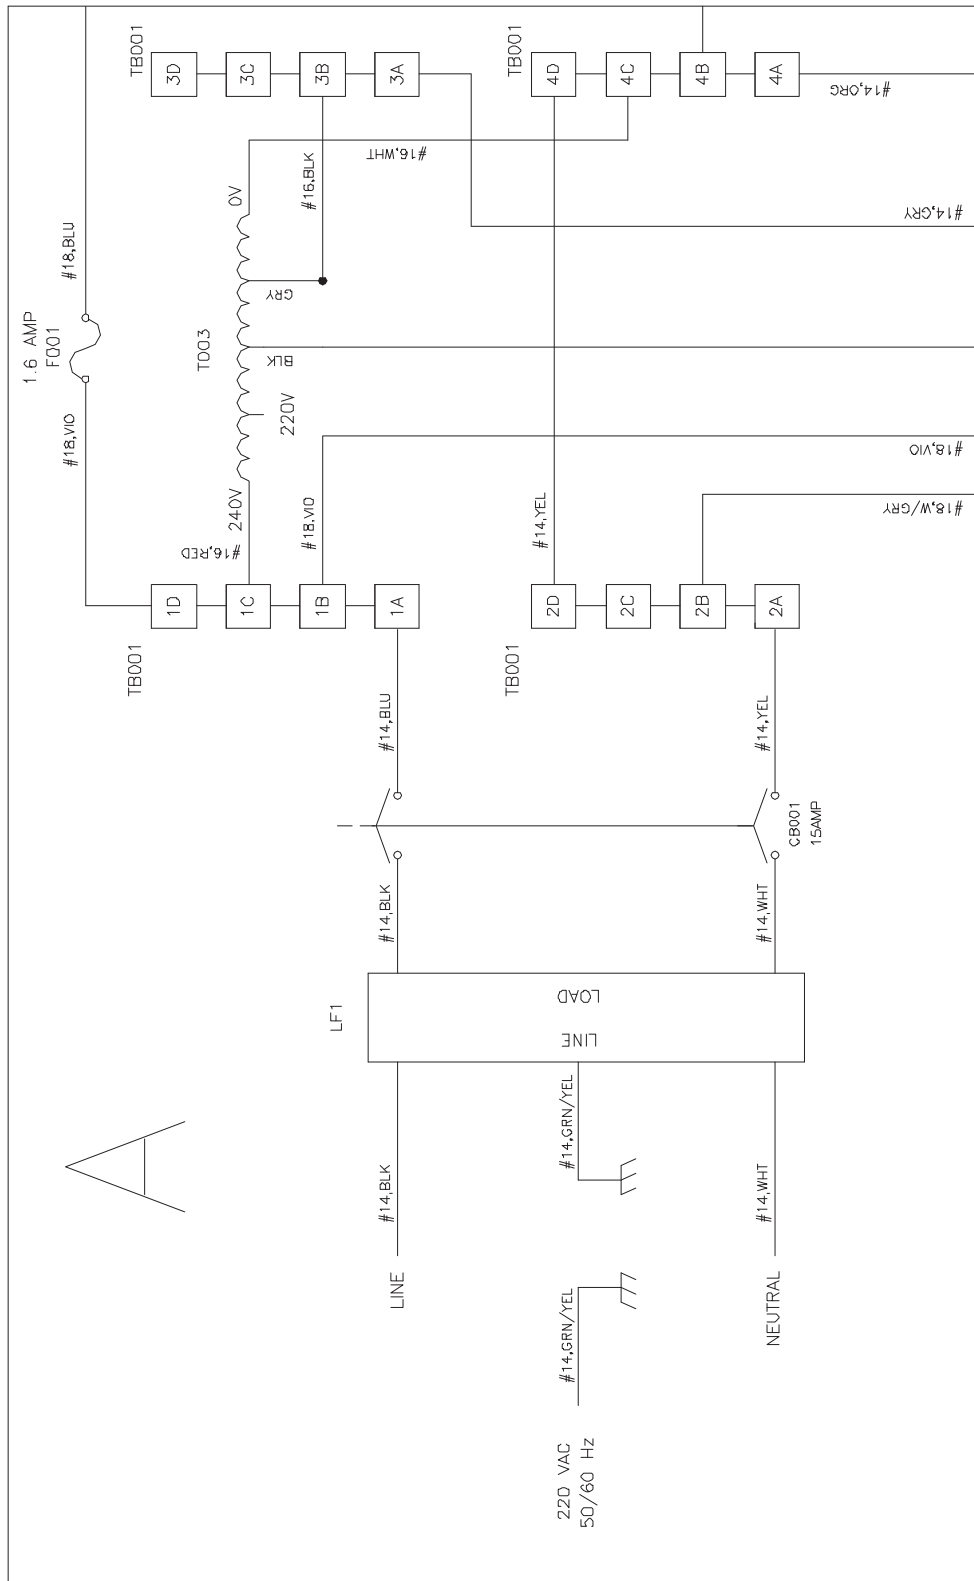 A
220 VAC
50/60 Hz
LINE
#14,GRN/YEL
NEUTRAL
#14,BLK
#14,GRN/YEL
#14,WHT
LF1
LINE
LOAD
#14,BLK
#14,WHT
CB001
15AMP
#14,BLU
#14,YEL
TB001
1D
1C
1B
1A
TB001
2D
2C
2B
2A
#18,VIO
#16,RED
240V
#18,VIO
#14,YEL
#18,W/GRY
#18,VIO
1.6 AMP
F001
T003
220V
BLK
GRY
0V
#18,BLU
#16,BLK
#16,WHT
#14,GRY
#14,ORG
TB001
3D
3C
3B
3A
TB001
4D
4C
4B
4A